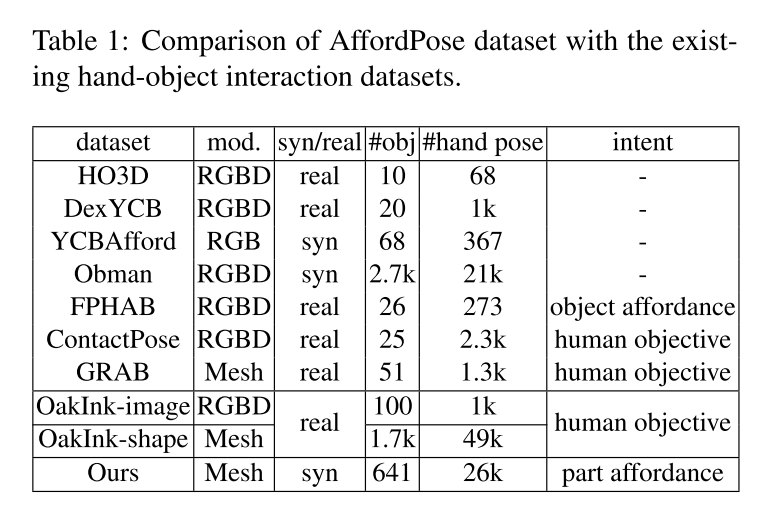 Table 1: Comparison of AffordPose dataset with the exist-
ing hand-object interaction datasets.
dataset mod. syn/real #obj #hand pose intent
HO3D RGBD real 10 68 -
DexYCB RGBD real 20 1k -
YCBAfford RGB syn 68 367 -
Obman RGBD syn 2.7k 21k -
FPHAB RGBD real 26 273 object affordance
ContactPose RGBD real 25 2.3k human objective
GRAB Mesh real 51 1.3k human objective
OakInk-image RGBD real 100 1k human objective
OakInk-shape Mesh 1.7k 49k
Ours Mesh syn 641 26k part affordance